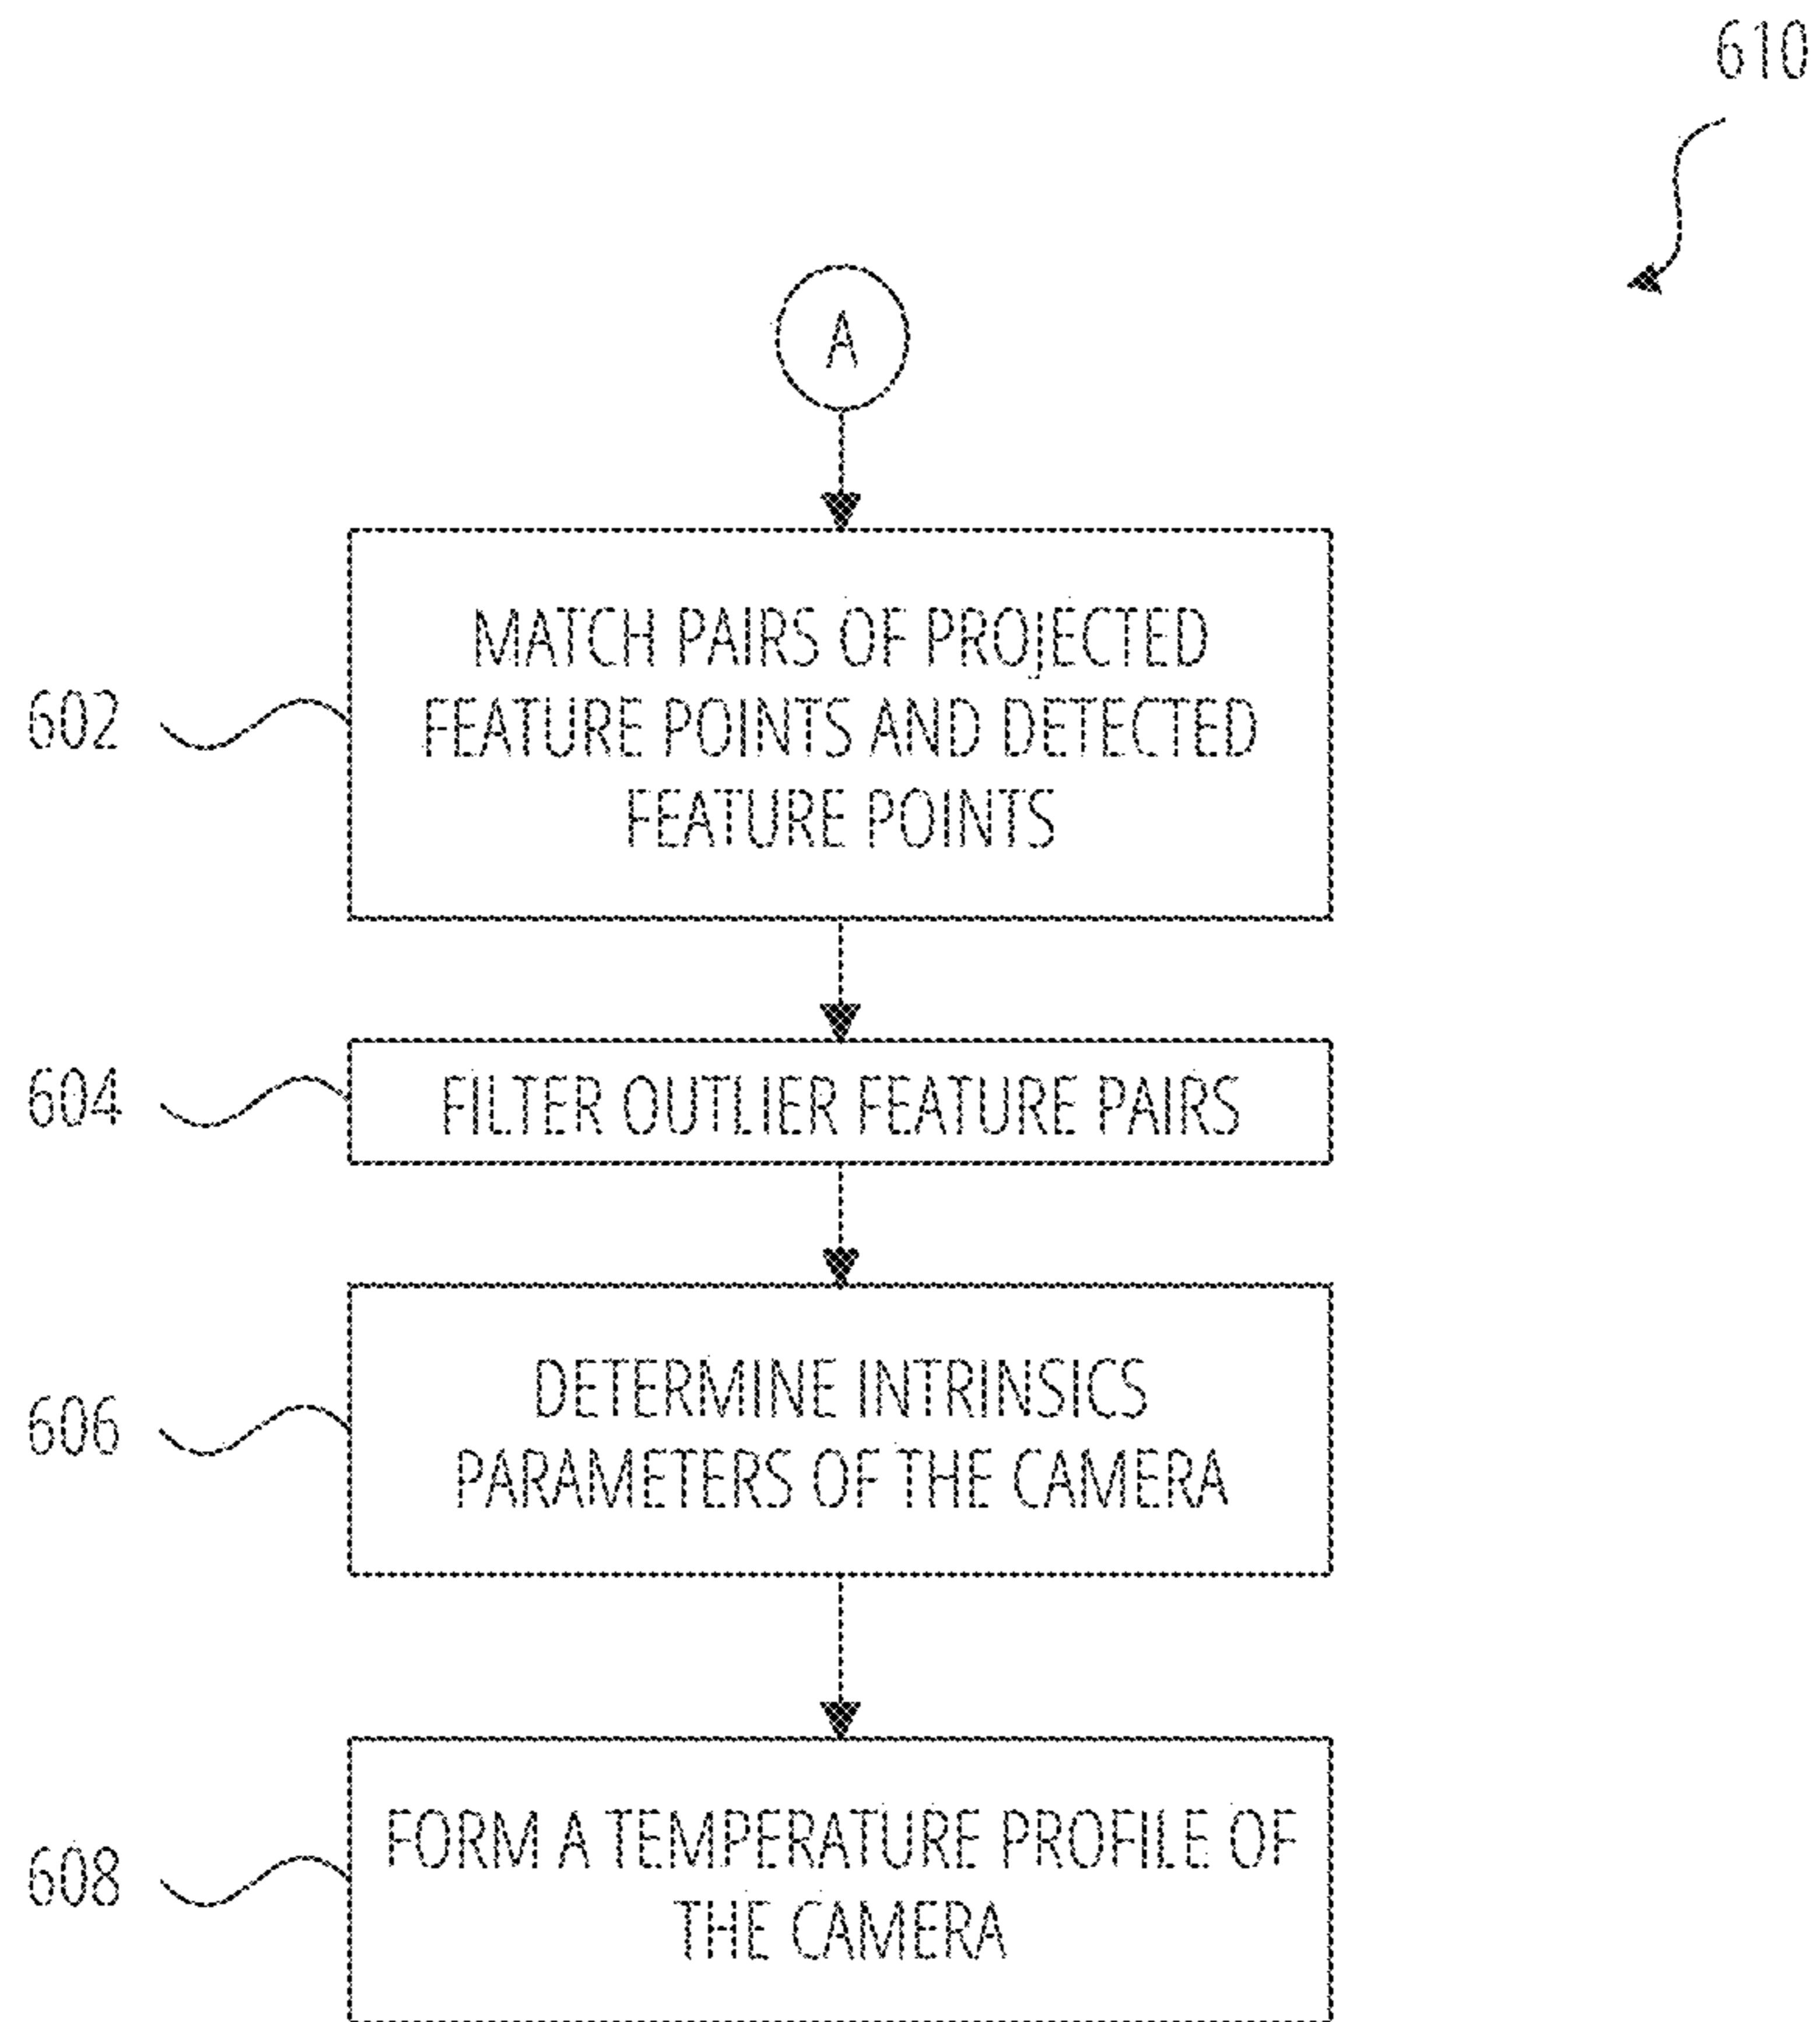 610
A
602
MATCH PAIRS OF PROJECTED
FEATURE POINTS AND DETECTED
FEATURE POINTS
604
FILTER OUTLIER FEATURE PAIRS
606
DETERMINE INTRINSICS
PARAMETERS OF THE CAMERA
608
FORM A TEMPERATURE PROFILE OF
THE CAMERA